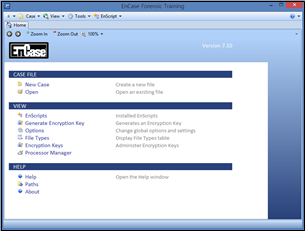 EnCase Forensic Training
Case View Tools EnScript
Home
Zoom In Zoom Out 100%
EnCase
Version 7.10
CASE FILE
New Case Create a new file
Open Open an existing file
VIEW
EnScripts Installed EnScripts
Generate Encryption Key Generates an Encryption Key
Options Change global options and settings
File Types Display File Types table
Encryption Keys Administer Encryption Keys
Processor Manager
HELP
Help Open the Help window
Paths
About